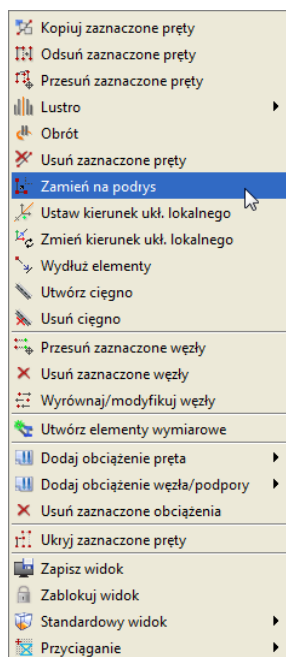 Kopiuj zaznaczone pręty
Odsuń zaznaczone pręty
Przesuń zaznaczone pręty
Lustro
Obrót
Usuń zaznaczone pręty
Zamień na podrys
Ustaw kierunek ukł. lokalnego
Zmień kierunek ukł. lokalnego
Wydłuż elementy
Utwórz cięgno
Usuń cięgno
Przesuń zaznaczone węzły
Usuń zaznaczone węzły
Wyrównaj/modyfikuj węzły
Utwórz elementy wymiarowe
Dodaj obciążenie pręta
Dodaj obciążenie węzła/podpory
Usuń zaznaczone obciążenia
Ukryj zaznaczone pręty
Zapisz widok
Zablokuj widok
Standardowy widok
Przyciąganie